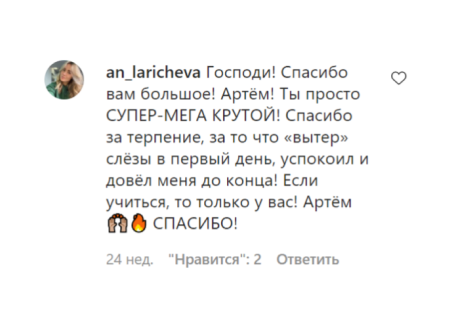 an_laricheva Господи! Спасибо
вам большое! Артём! Ты просто
СУПЕР-МЕГА КРУТОЙ! Спасибо
за терпение, за то что «вытер»
слёзы в первый день, успокоил и
довёл меня до конца! Если
учиться, то только у вас! Артём
🙌🏽🔥 СПАСИБО!
24 нед. "Нравится": 2 Ответить